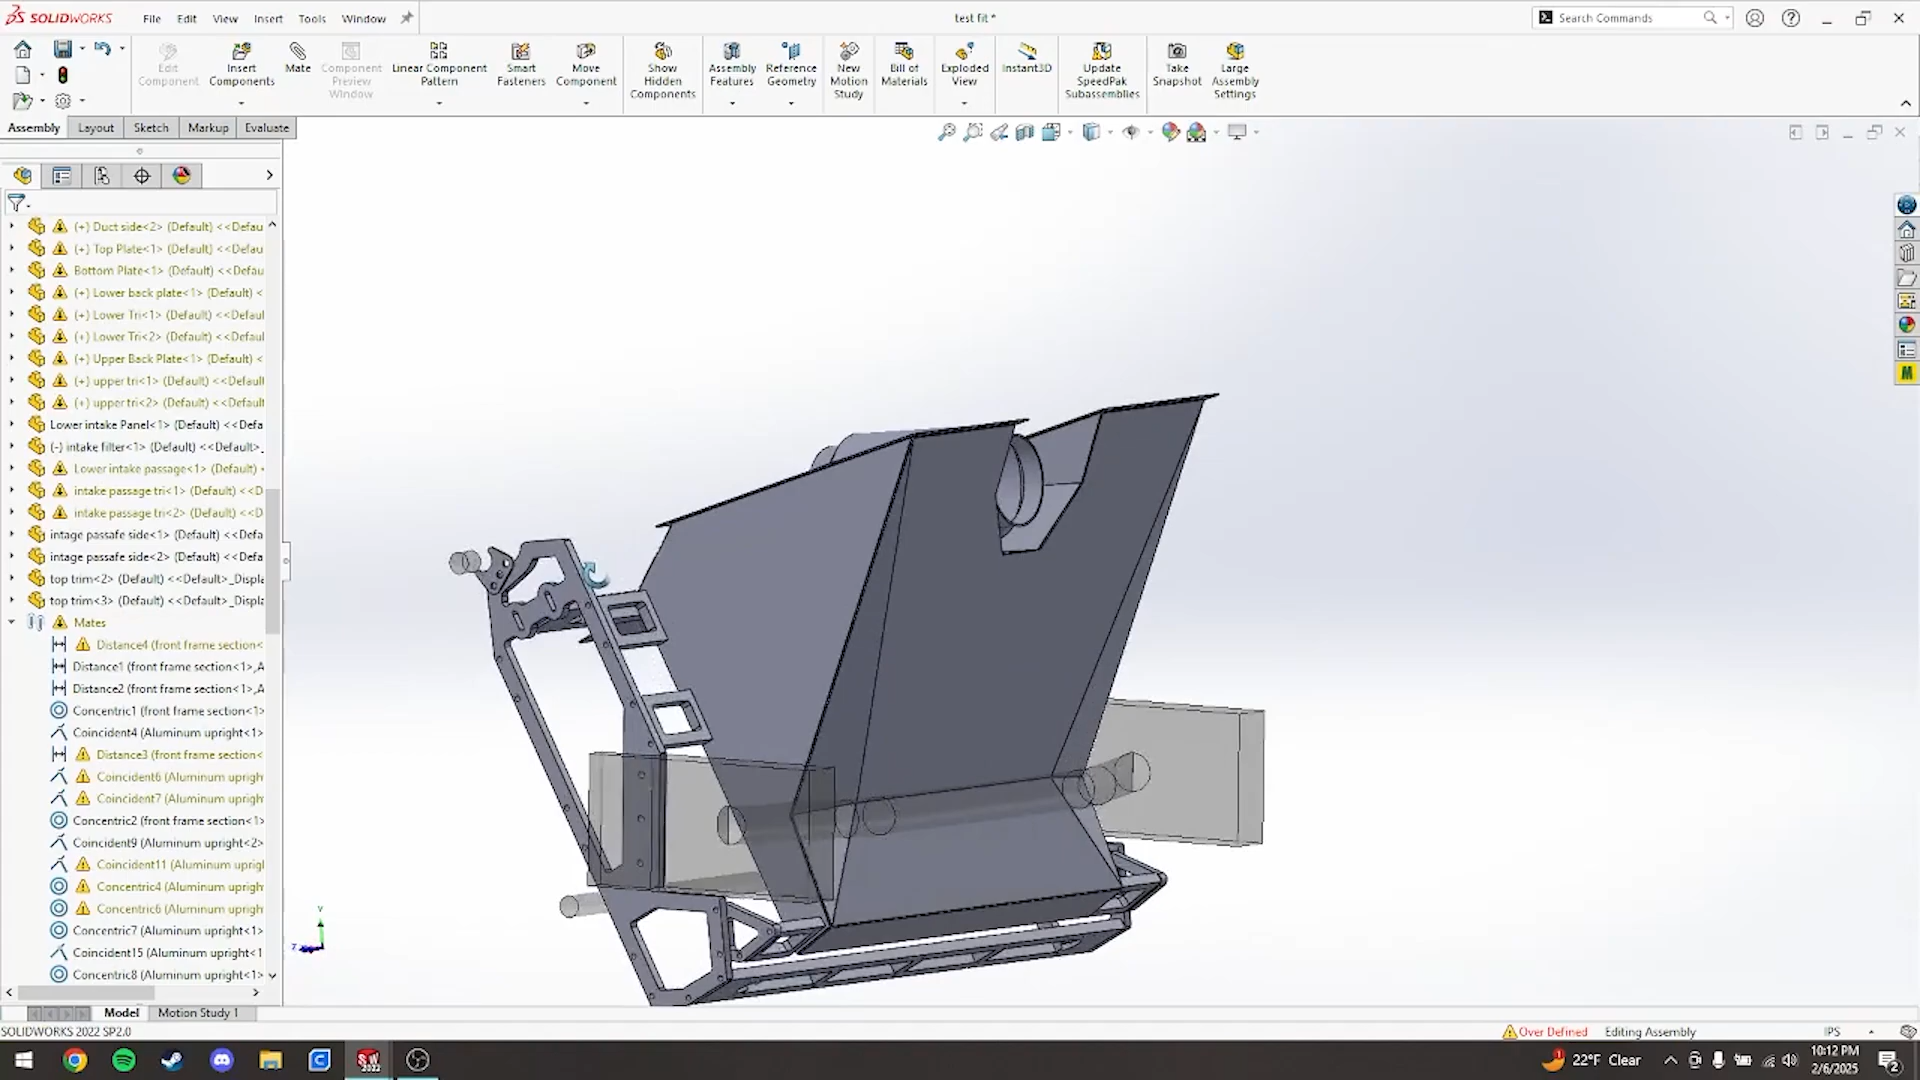 SOLIDWORKS
File Edit View Insert Tools Window
test fit *
Search Commands
Edit Component
Insert Components
Mate
Component Preview Window
Linear Component Pattern
Smart Fasteners
Move Component
Show Hidden Components
Assembly Features
Reference Geometry
New Motion Study
Bill of Materials
Exploded View
Instant3D
Update SpeedPak Subassemblies
Take Snapshot
Large Assembly Settings
Assembly Layout Sketch Markup Evaluate
(+) Duct side<2> (Default) <<Defau
(+) Top Plate<1> (Default) <<Defau
Bottom Plate<1> (Default) <<Defau
(+) Lower back plate<1> (Default) <
(+) Lower Tri<1> (Default) <<Defaul
(+) Lower Tri<2> (Default) <<Defaul
(+) Upper Back Plate<1> (Default) <
(+) upper tri<1> (Default) <<Defaul
(+) upper tri<2> (Default) <<Defaul
Lower intake Panel<1> (Default) <<Defa
(-) intake filter<1> (Default) <<Default>_
Lower intake passage<1> (Default) <
intake passage tri<1> (Default) <<D
intake passage tri<2> (Default) <<D
intage passafe side<1> (Default) <<Defa
intage passafe side<2> (Default) <<Defa
top trim<2> (Default) <<Default>_Displa
top trim<3> (Default) <<Default>_Displa
Mates
Distance4 (front frame section<
Distance1 (front frame section<1>,A
Distance2 (front frame section<1>,A
Concentric1 (front frame section<1>
Coincident4 (Aluminum upright<1>
Distance3 (front frame section<
Coincident6 (Aluminum uprigh
Coincident7 (Aluminum uprigh
Concentric2 (front frame section<1>
Coincident9 (Aluminum upright<2>
Coincident11 (Aluminum uprigl
Concentric4 (Aluminum uprigh
Concentric6 (Aluminum uprigh
Concentric7 (Aluminum upright<1>
Coincident15 (Aluminum upright<1
Concentric8 (Aluminum upright<1>
Y
Z
Model Motion Study 1
SOLIDWORKS 2022 SP2.0
Over Defined Editing Assembly IPS
SW 2022
22°F Clear
10:12 PM
2/6/2025
2